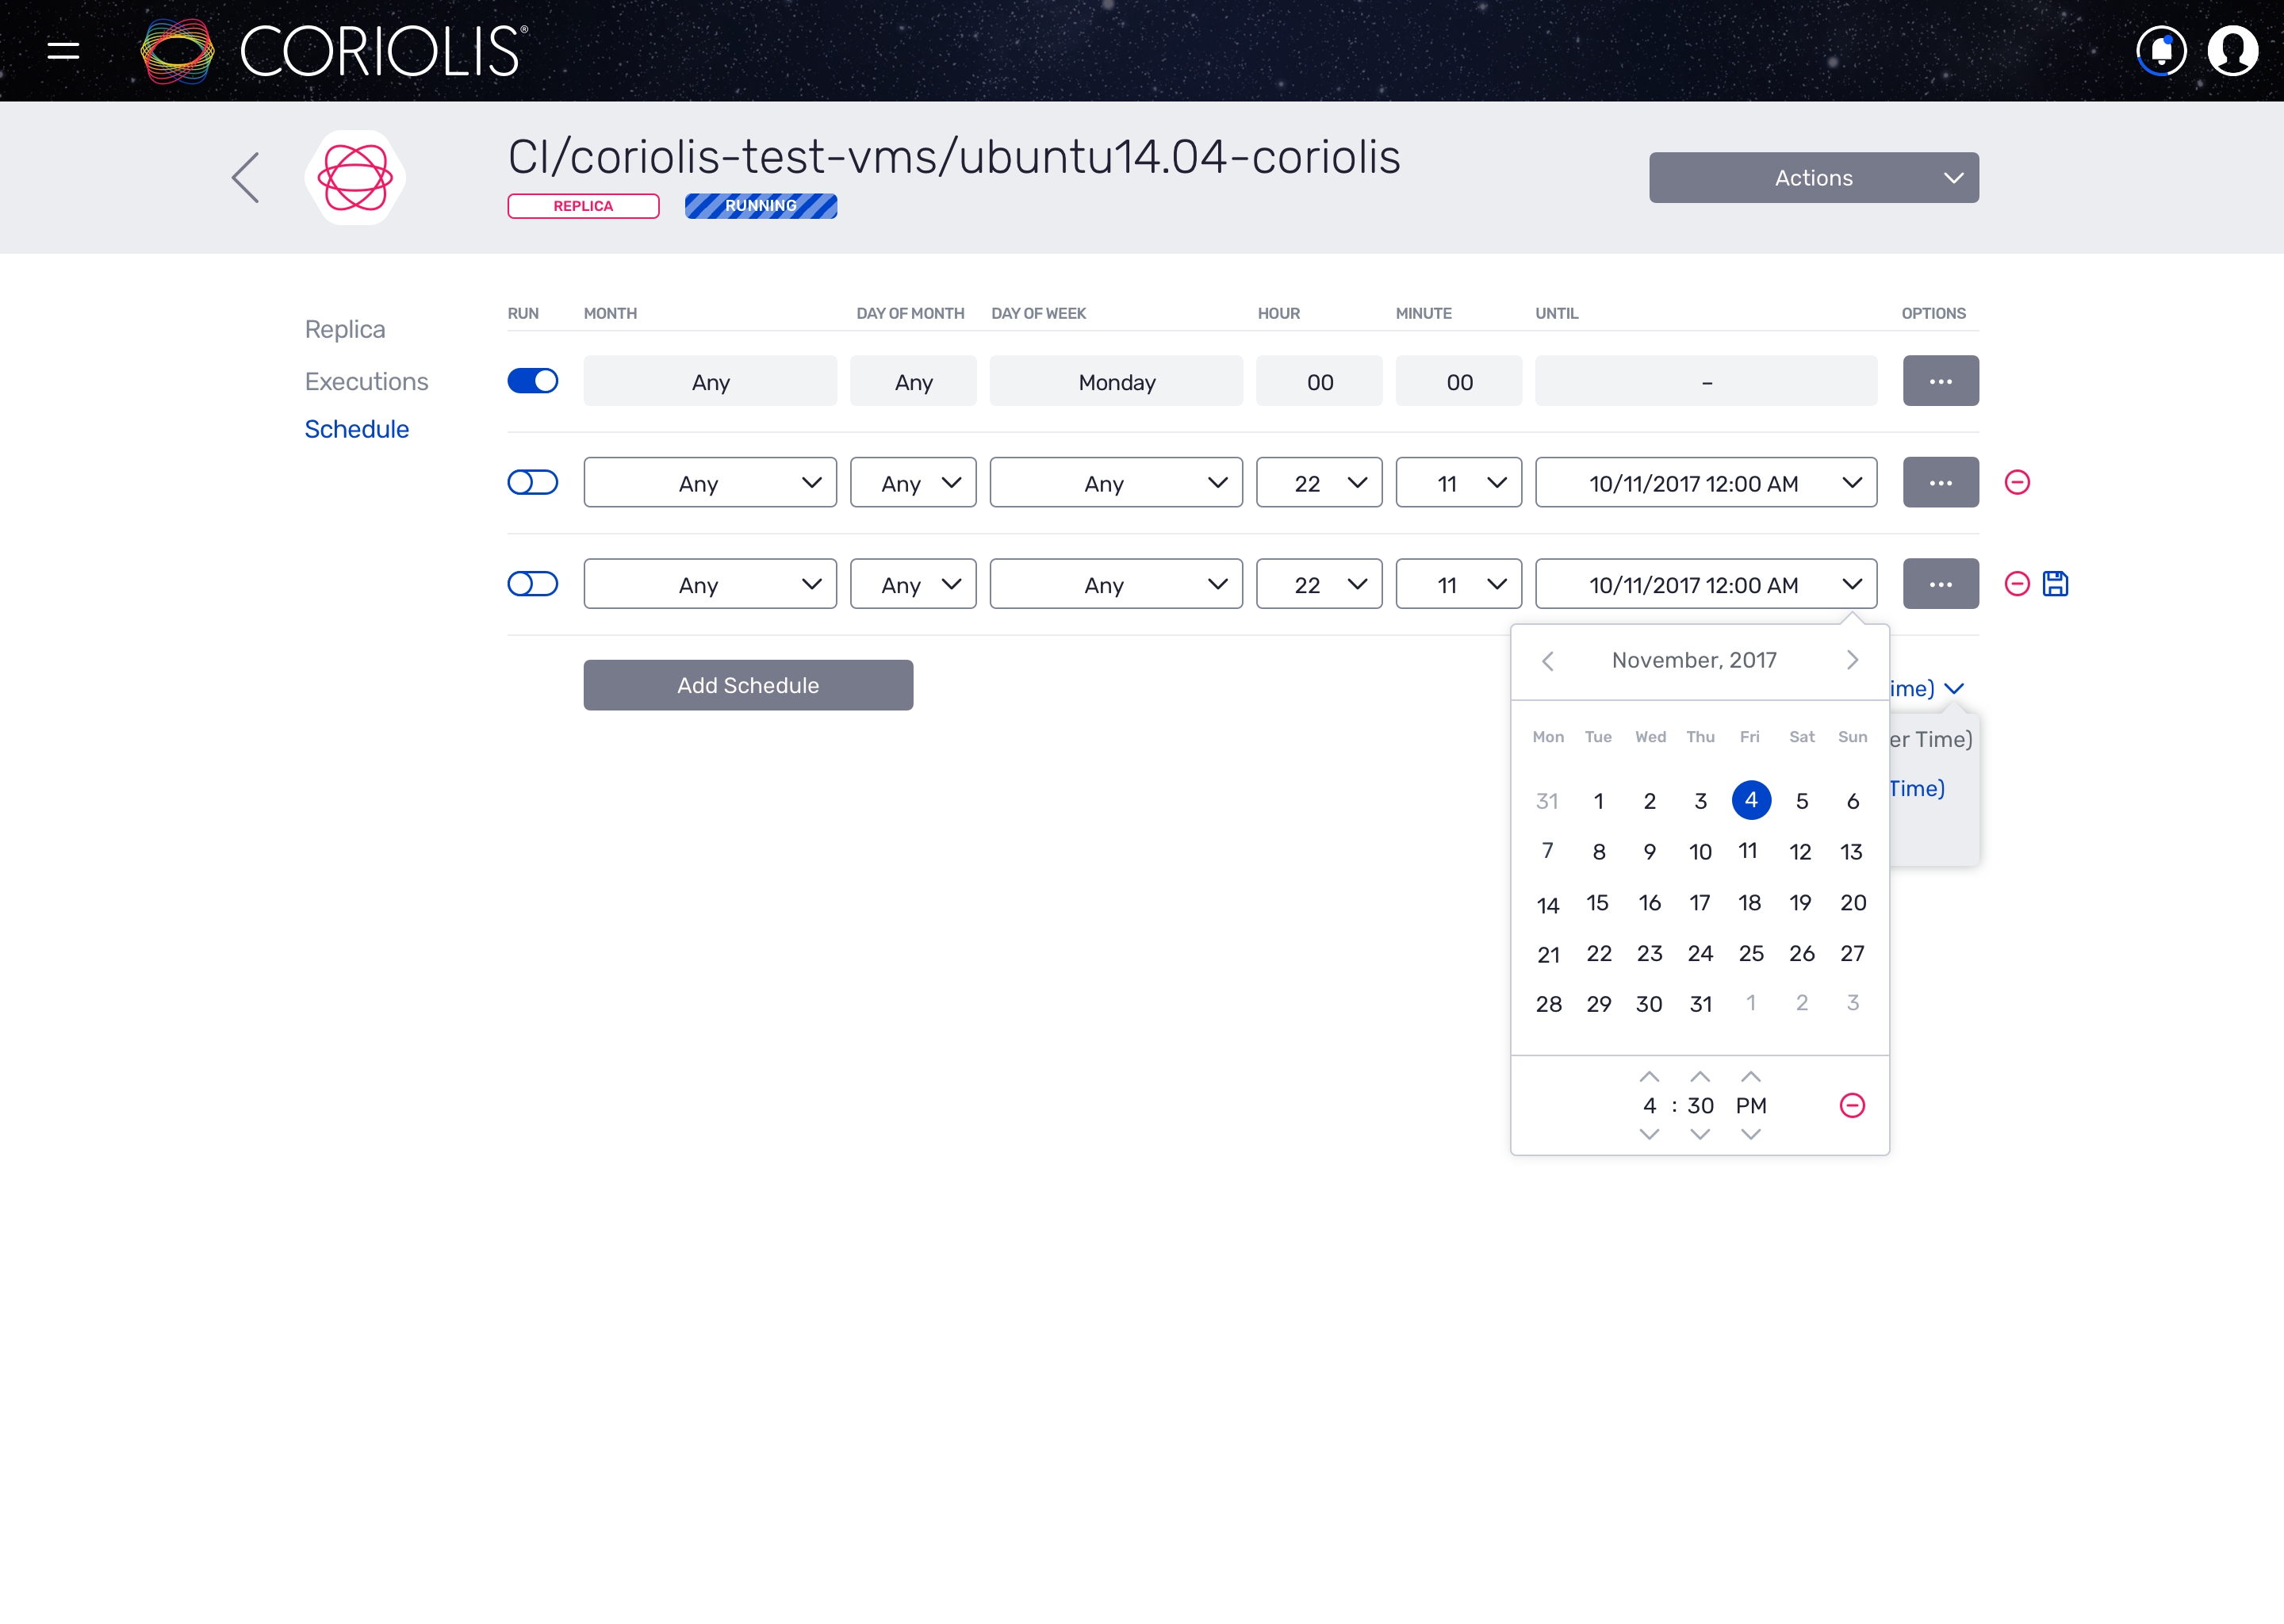 CORIOLIS®
CI/coriolis-test-vms/ubuntu14.04-coriolis
REPLICA RUNNING
Actions
Replica
Executions
Schedule
RUN MONTH DAY OF MONTH DAY OF WEEK HOUR MINUTE UNTIL OPTIONS
Any Any Monday 00 00 –
Any Any Any 22 11 10/11/2017 12:00 AM
Any Any Any 22 11 10/11/2017 12:00 AM
Add Schedule
November, 2017
Mon Tue Wed Thu Fri Sat Sun
31 1 2 3 4 5 6
7 8 9 10 11 12 13
14 15 16 17 18 19 20
21 22 23 24 25 26 27
28 29 30 31 1 2 3
4 : 30 PM
ime)
er Time)
Time)